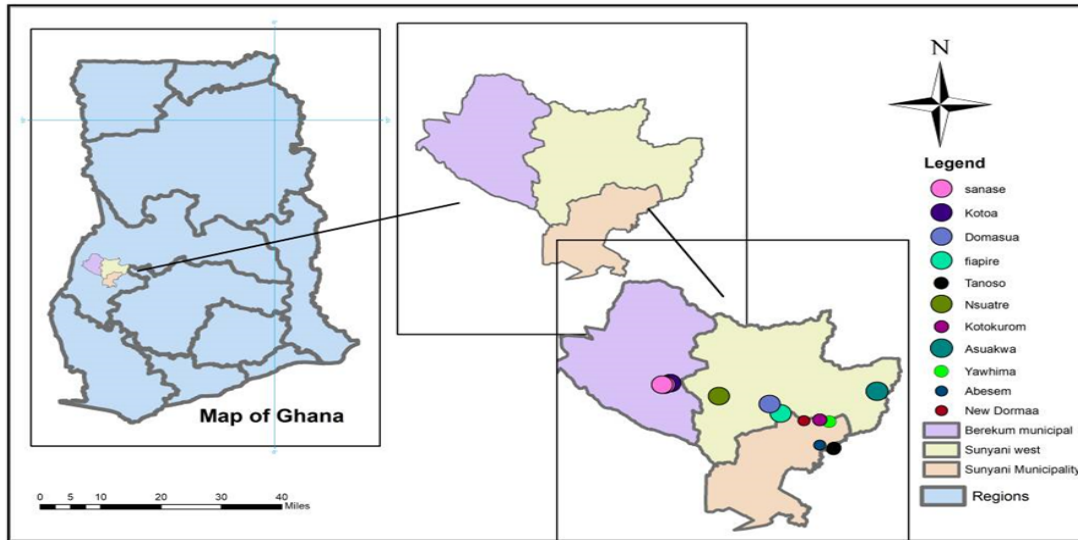 Map of Ghana
0 5 10 20 30 40
Miles
N
Legend
sanase
Kotoa
Domasua
fiapire
Tanoso
Nsuatre
Kotokurom
Asuakwa
Yawhima
Abesem
New Dormaa
Berekum municipal
Sunyani west
Sunyani Municipality
Regions